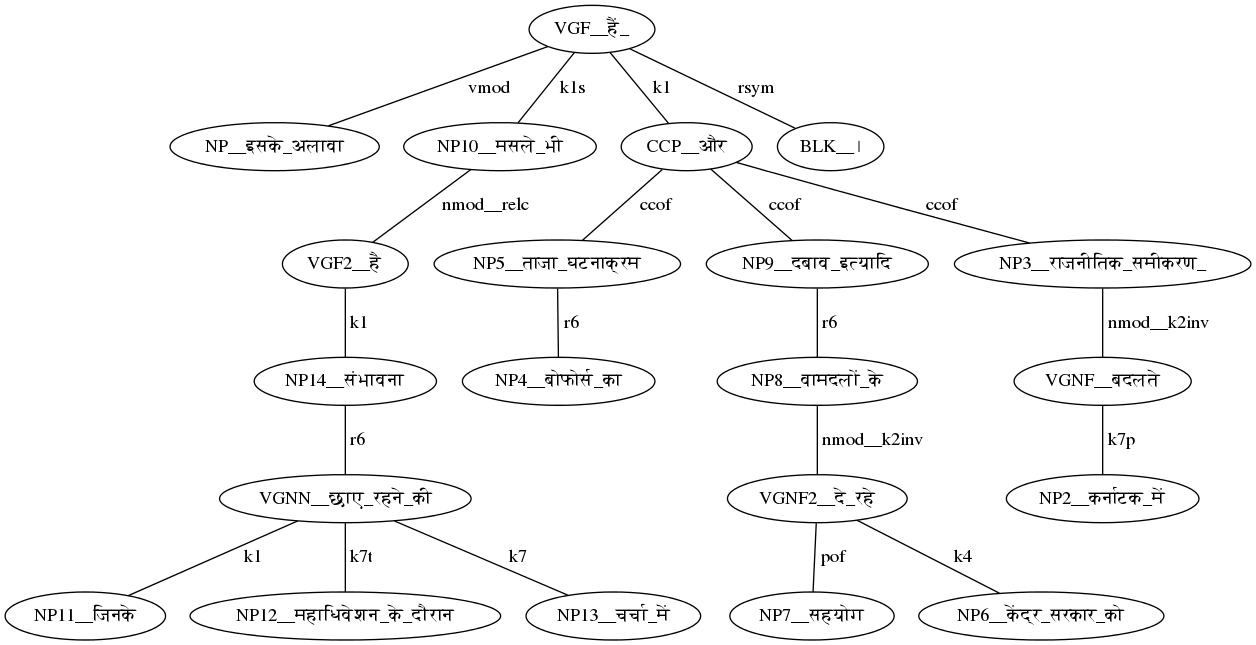 VGF__हैं_
vmod k1s k1 rsym
NP__इसके_अलावा NP10__मसले_भी CCP__और BLK__।
nmod__relc ccof ccof ccof
VGF2__है NP5__ताजा_घटनाक्रम NP9__दबाव_इत्यादि NP3__राजनीतिक_समीकरण_
k1 r6 r6 nmod__k2inv
NP14__संभावना NP4__बोफोर्स_का NP8__वामदलों_के VGNF__बदलते
r6 nmod__k2inv k7p
VGNN__छाए_रहने_की VGNF2__दे_रहे NP2__कर्नाटक_में
k1 k7t k7 pof k4
NP11__जिनके NP12__महाधिवेशन_के_दौरान NP13__चर्चा_में NP7__सहयोग NP6__केंद्र_सरकार_को